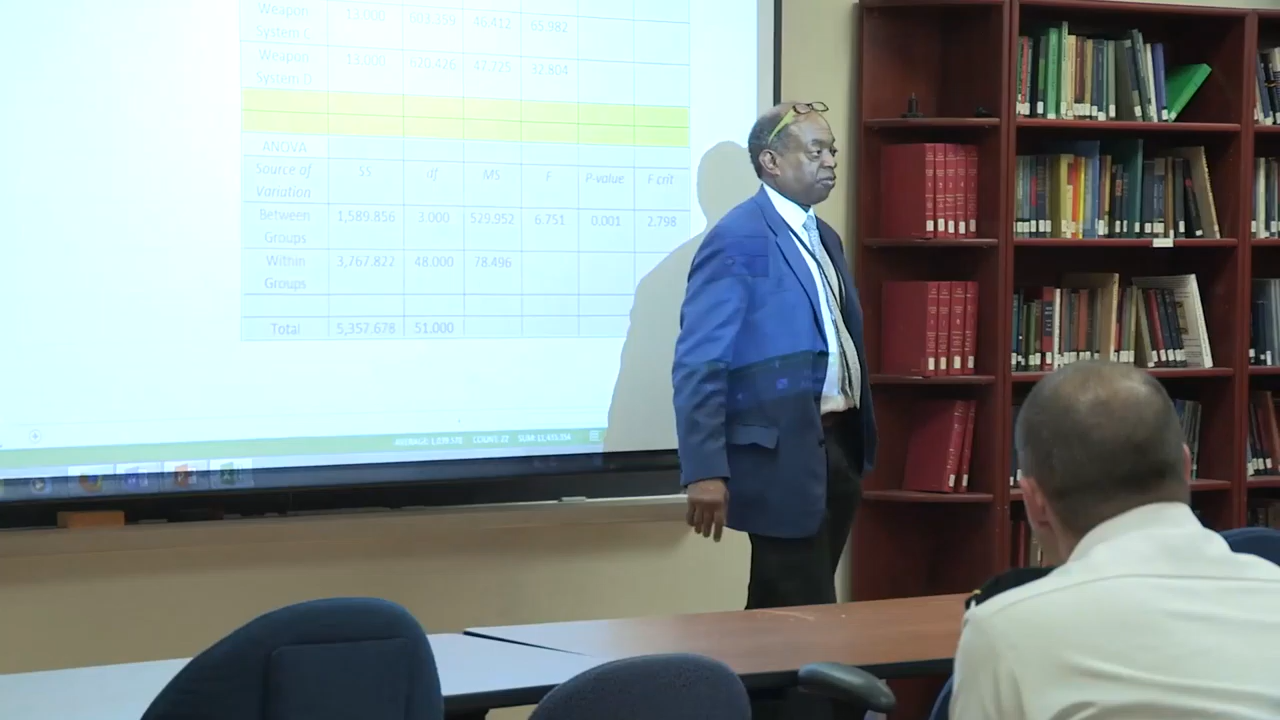 Weapon 13.000 603.359 46.412 65.982
System C
Weapon 13.000 620.426 47.725 32.804
System D
ANOVA
Source of SS df MS F P-value F crit
Variation
Between 1,589.856 3.000 529.952 6.751 0.001 2.798
Groups
Within 3,767.822 48.000 78.496
Groups
Total 5,357.678 51.000
COUNT: 22